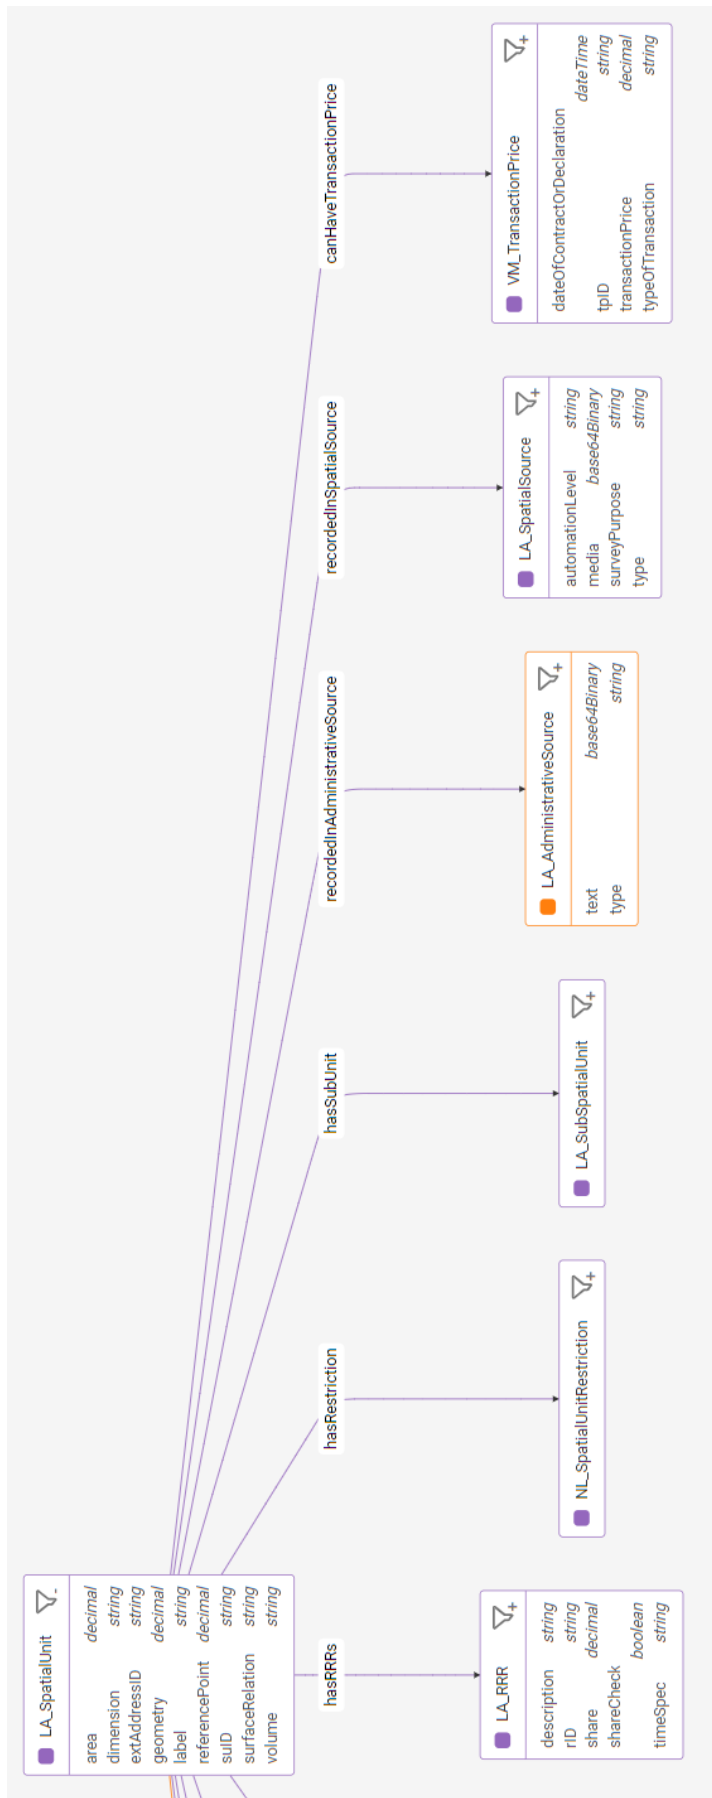 LA_SpatialUnit
area decimal
dimension string
extAddressID string
geometry decimal
label string
referencePoint decimal
suID string
surfaceRelation string
volume string
hasRRRs
hasRestriction
hasSubUnit
recordedInAdministrativeSource
recordedInSpatialSource
canHaveTransactionPrice
LA_RRR
description string
rID string
share decimal
shareCheck boolean
timeSpec string
NL_SpatialUnitRestriction
LA_SubSpatialUnit
LA_AdministrativeSource
text base64Binary
type string
LA_SpatialSource
automationLevel string
media base64Binary
surveyPurpose string
type string
VM_TransactionPrice
dateOfContractOrDeclaration dateTime
tpID string
transactionPrice decimal
typeOfTransaction string